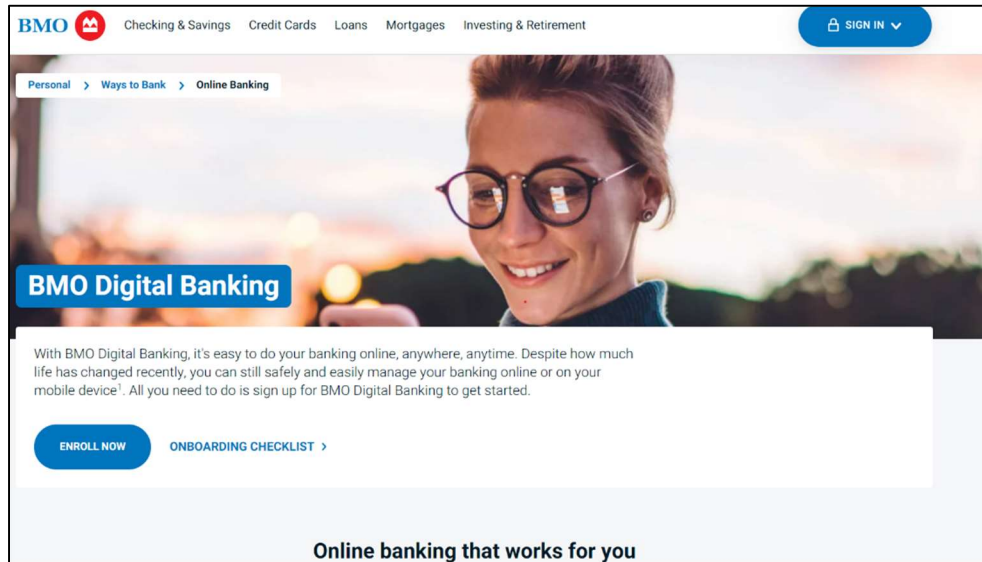 BMO Checking & Savings Credit Cards Loans Mortgages Investing & Retirement SIGN IN
Personal > Ways to Bank > Online Banking
BMO Digital Banking
With BMO Digital Banking, it's easy to do your banking online, anywhere, anytime. Despite how much
life has changed recently, you can still safely and easily manage your banking online or on your
mobile device¹. All you need to do is sign up for BMO Digital Banking to get started.
ENROLL NOW ONBOARDING CHECKLIST >
Online banking that works for you